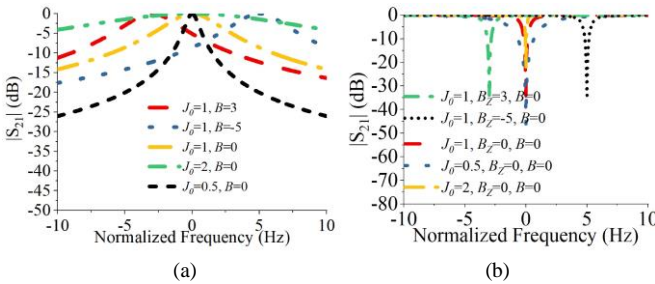 0
-5
-10
-15
-20
-25
-30
-35
-40
-45
-50
|S21| (dB)
J0=1, B=3
J0=1, B=-5
J0=1, B=0
J0=2, B=0
J0=0.5, B=0
-10
-5
0
5
10
Normalized Frequency (Hz)
(a)
0
-10
-20
-30
-40
-50
-60
-70
-80
|S21| (dB)
J0=1, BZ=3, B=0
J0=1, BZ=-5, B=0
J0=1, BZ=0, B=0
J0=0.5, BZ=0, B=0
J0=2, BZ=0, B=0
-10
-5
0
5
10
Normalized Frequency (Hz)
(b)